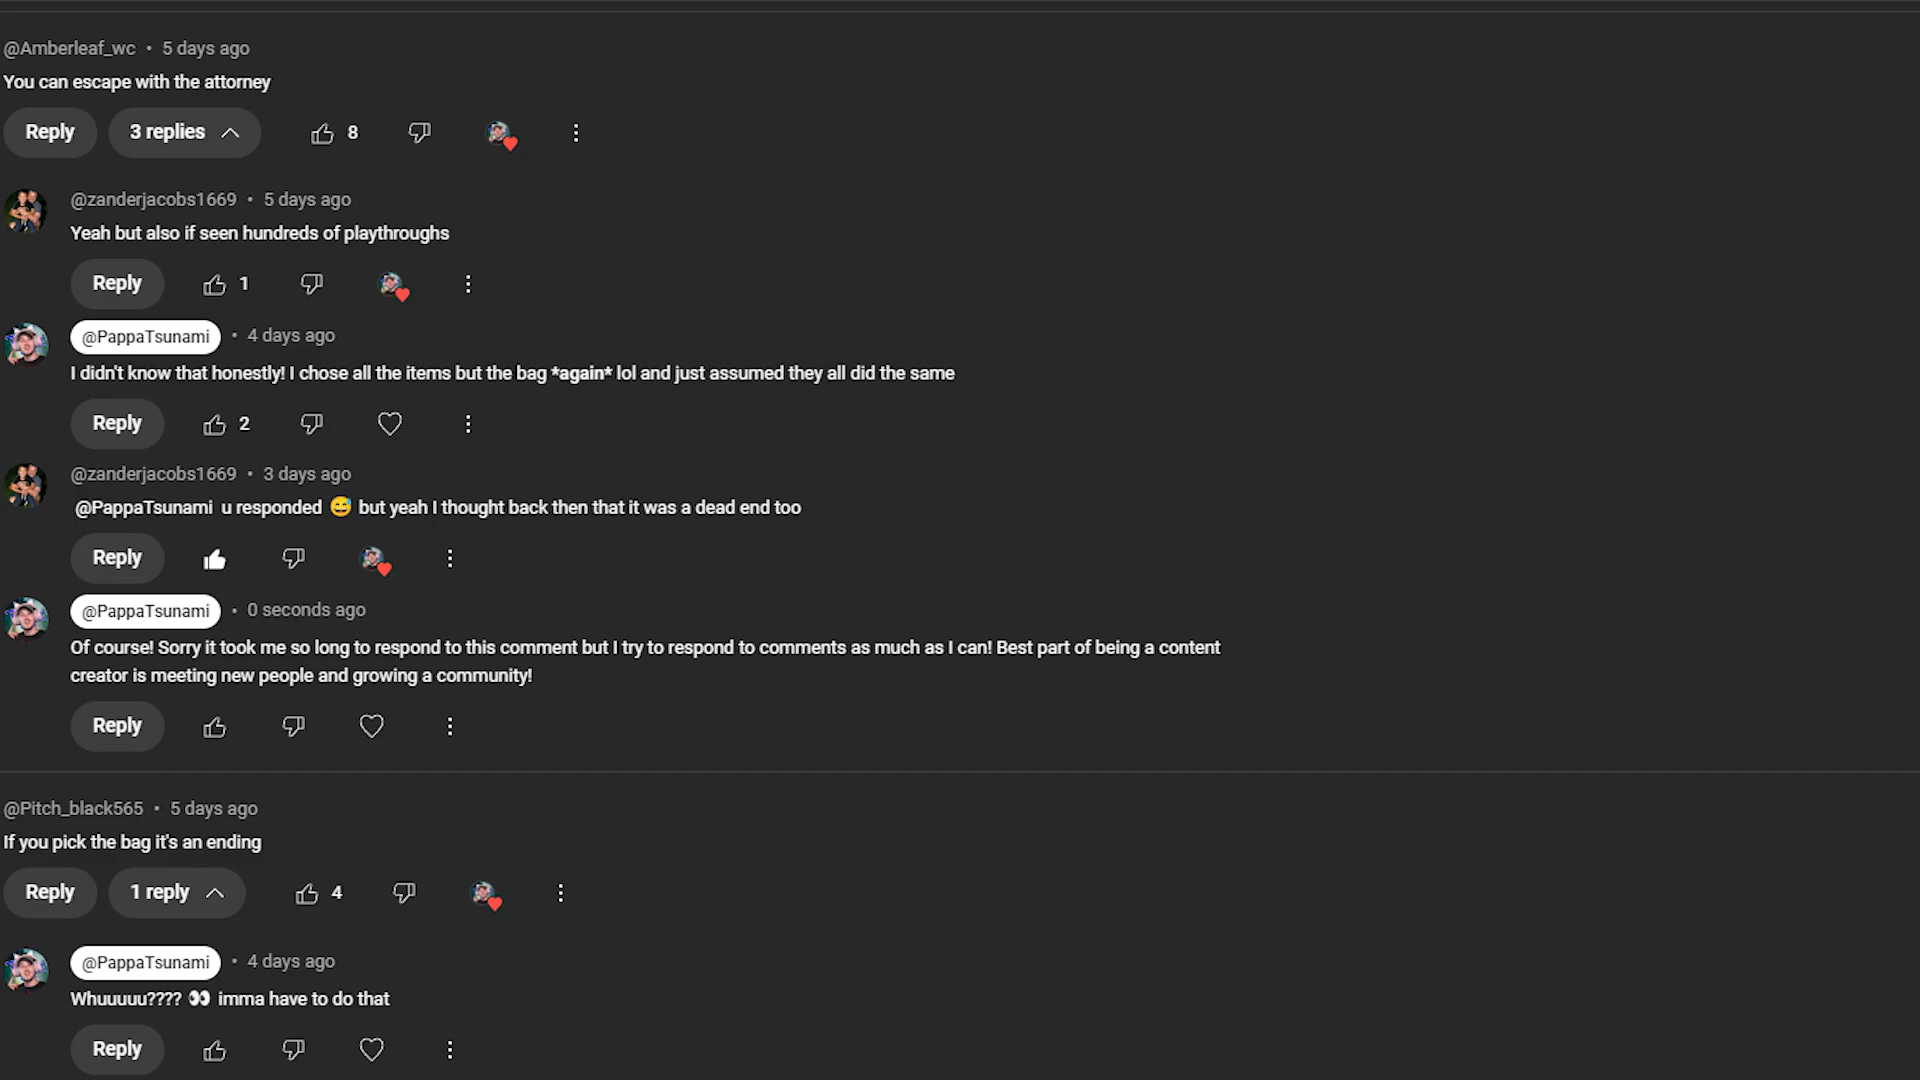 @Amberleaf_wc • 5 days ago
You can escape with the attorney
Reply 3 replies 8
@zanderjacobs1669 • 5 days ago
Yeah but also if seen hundreds of playthroughs
Reply 1
@PappaTsunami • 4 days ago
I didn't know that honestly! I chose all the items but the bag *again* lol and just assumed they all did the same
Reply 2
@zanderjacobs1669 • 3 days ago
@PappaTsunami u responded 😅 but yeah I thought back then that it was a dead end too
Reply
@PappaTsunami • 0 seconds ago
Of course! Sorry it took me so long to respond to this comment but I try to respond to comments as much as I can! Best part of being a content
creator is meeting new people and growing a community!
Reply
@Pitch_black565 • 5 days ago
If you pick the bag it's an ending
Reply 1 reply 4
@PappaTsunami • 4 days ago
Whuuuuu???? 👀 imma have to do that
Reply